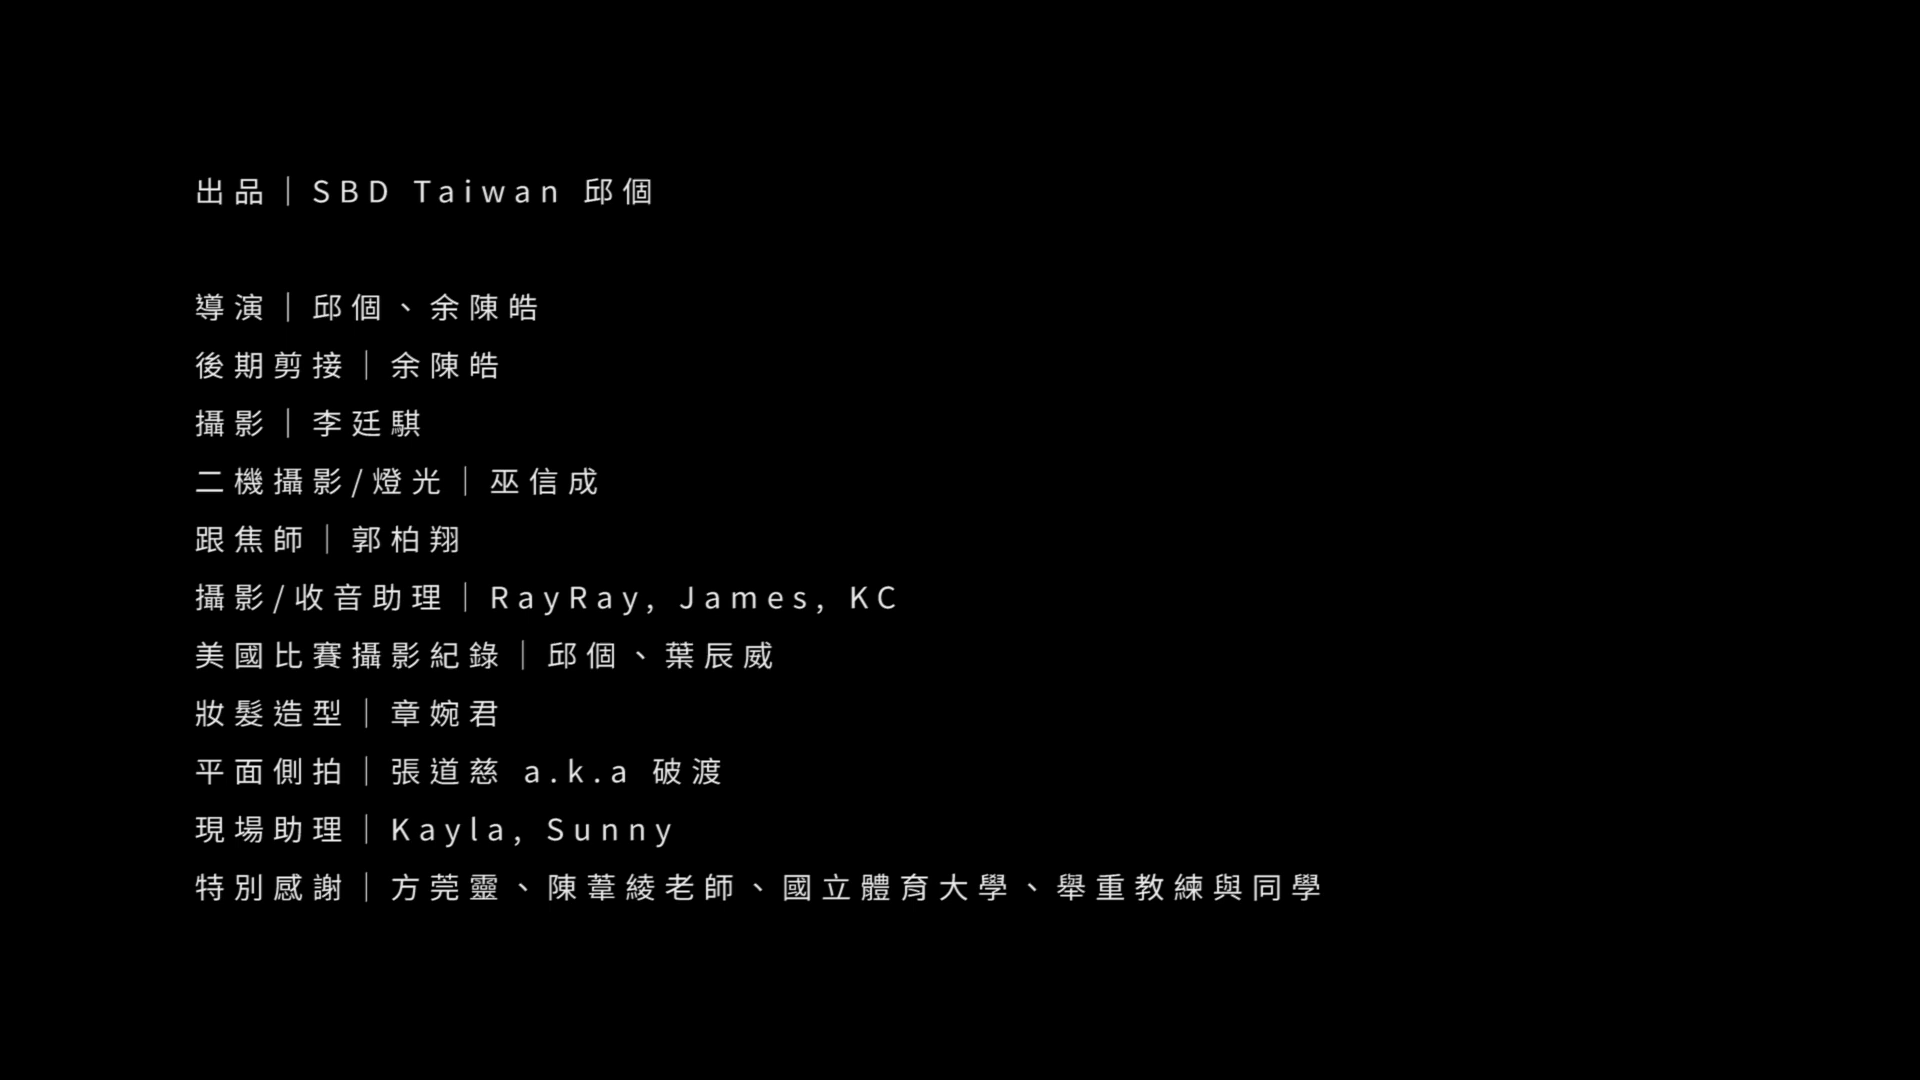 出品｜SBD Taiwan 邱個
導演｜邱個、余陳皓
後期剪接｜余陳皓
攝影｜李廷騏
二機攝影/燈光｜巫信成
跟焦師｜郭柏翔
攝影/收音助理｜RayRay, James, KC
美國比賽攝影紀錄｜邱個、葉辰威
妝髮造型｜章婉君
平面側拍｜張道慈 a.k.a 破渡
現場助理｜Kayla, Sunny
特別感謝｜方莞靈、陳葦綾老師、國立體育大學、舉重教練與同學